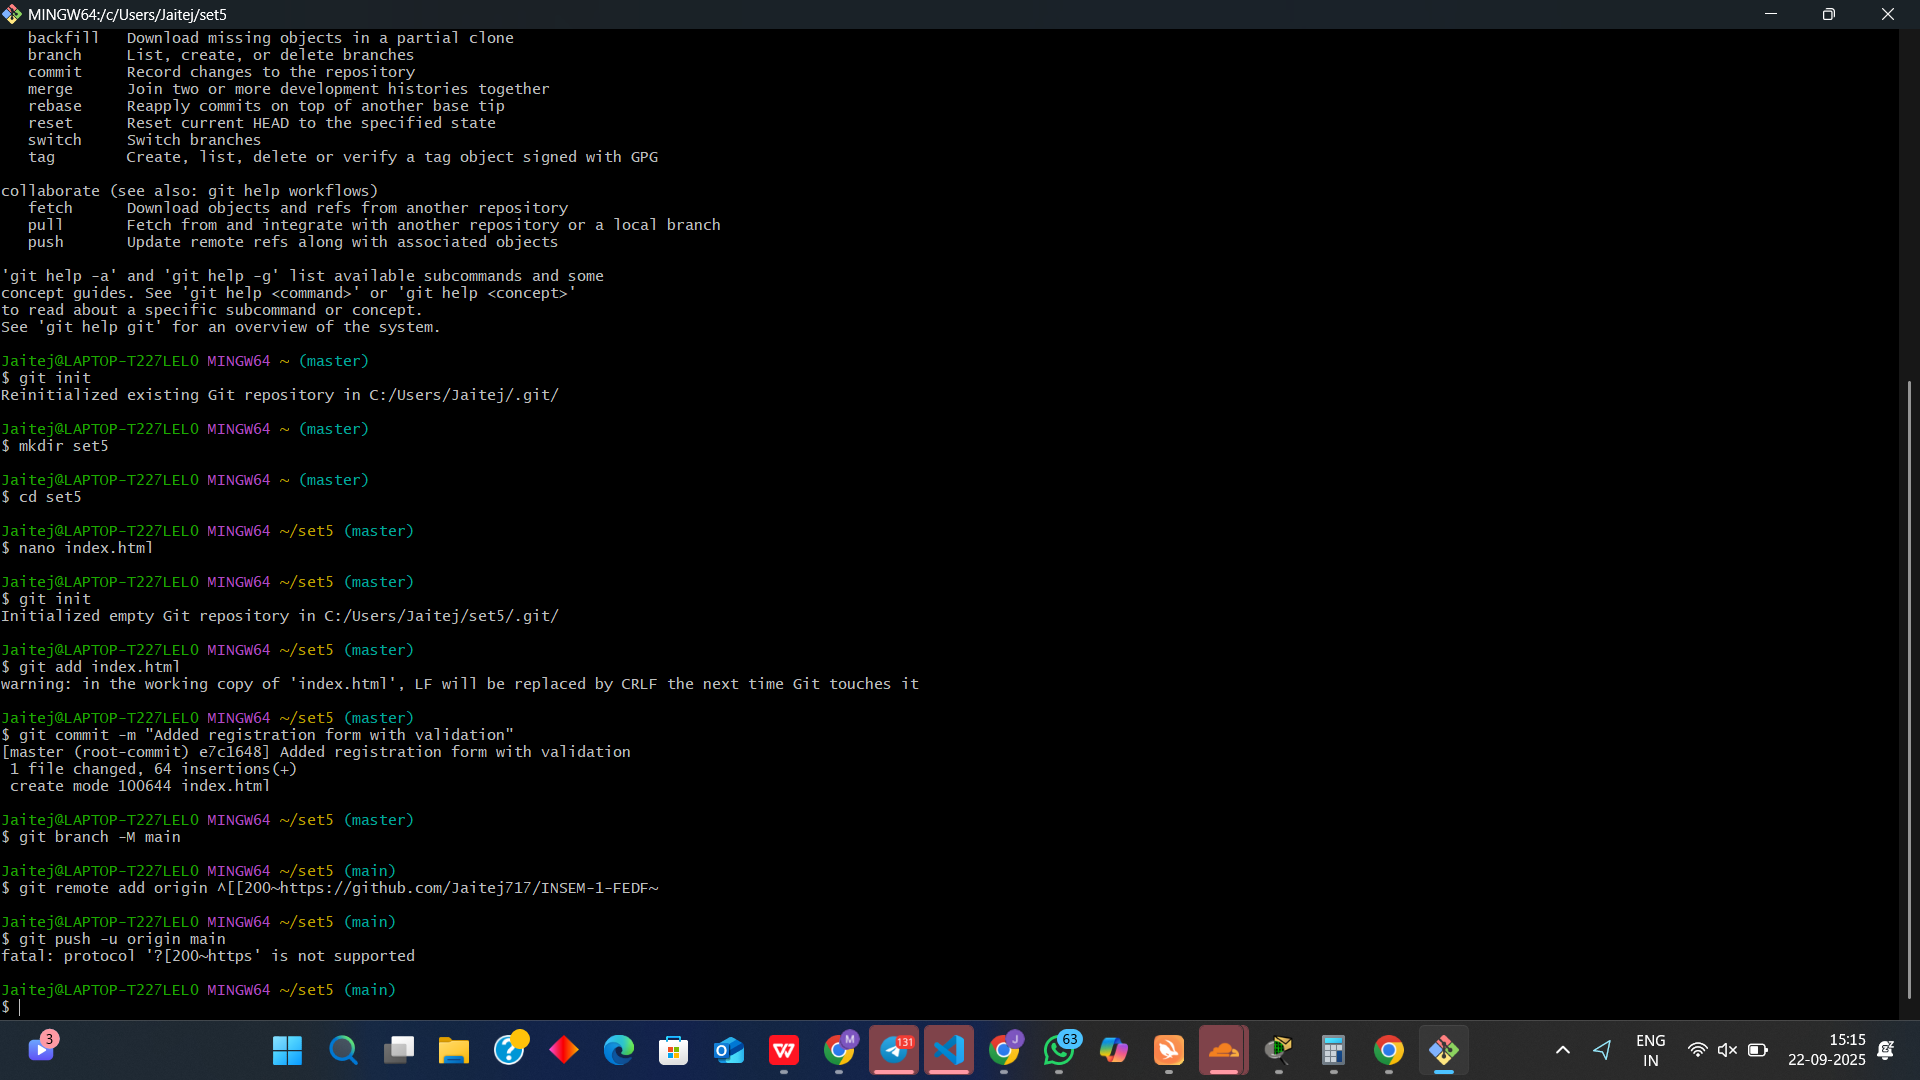 MINGW64:/c/Users/Jaitej/set5
backfill   Download missing objects in a partial clone
branch     List, create, or delete branches
commit     Record changes to the repository
merge      Join two or more development histories together
rebase     Reapply commits on top of another base tip
reset      Reset current HEAD to the specified state
switch     Switch branches
tag        Create, list, delete or verify a tag object signed with GPG
collaborate (see also: git help workflows)
fetch      Download objects and refs from another repository
pull       Fetch from and integrate with another repository or a local branch
push       Update remote refs along with associated objects
'git help -a' and 'git help -g' list available subcommands and some
concept guides. See 'git help <command>' or 'git help <concept>'
to read about a specific subcommand or concept.
See 'git help git' for an overview of the system.
Jaitej@LAPTOP-T227LELO MINGW64 ~ (master)
$ git init
Reinitialized existing Git repository in C:/Users/Jaitej/.git/
Jaitej@LAPTOP-T227LELO MINGW64 ~ (master)
$ mkdir set5
Jaitej@LAPTOP-T227LELO MINGW64 ~ (master)
$ cd set5
Jaitej@LAPTOP-T227LELO MINGW64 ~/set5 (master)
$ nano index.html
Jaitej@LAPTOP-T227LELO MINGW64 ~/set5 (master)
$ git init
Initialized empty Git repository in C:/Users/Jaitej/set5/.git/
Jaitej@LAPTOP-T227LELO MINGW64 ~/set5 (master)
$ git add index.html
warning: in the working copy of 'index.html', LF will be replaced by CRLF the next time Git touches it
Jaitej@LAPTOP-T227LELO MINGW64 ~/set5 (master)
$ git commit -m "Added registration form with validation"
[master (root-commit) e7c1648] Added registration form with validation
1 file changed, 64 insertions(+)
create mode 100644 index.html
Jaitej@LAPTOP-T227LELO MINGW64 ~/set5 (master)
$ git branch -M main
Jaitej@LAPTOP-T227LELO MINGW64 ~/set5 (main)
$ git remote add origin ^[[200~https://github.com/Jaitej717/INSEM-1-FEDF~
Jaitej@LAPTOP-T227LELO MINGW64 ~/set5 (main)
$ git push -u origin main
fatal: protocol '?[200~https' is not supported
Jaitej@LAPTOP-T227LELO MINGW64 ~/set5 (main)
$
3
M
131
J
63
ENG
IN
15:15
22-09-2025